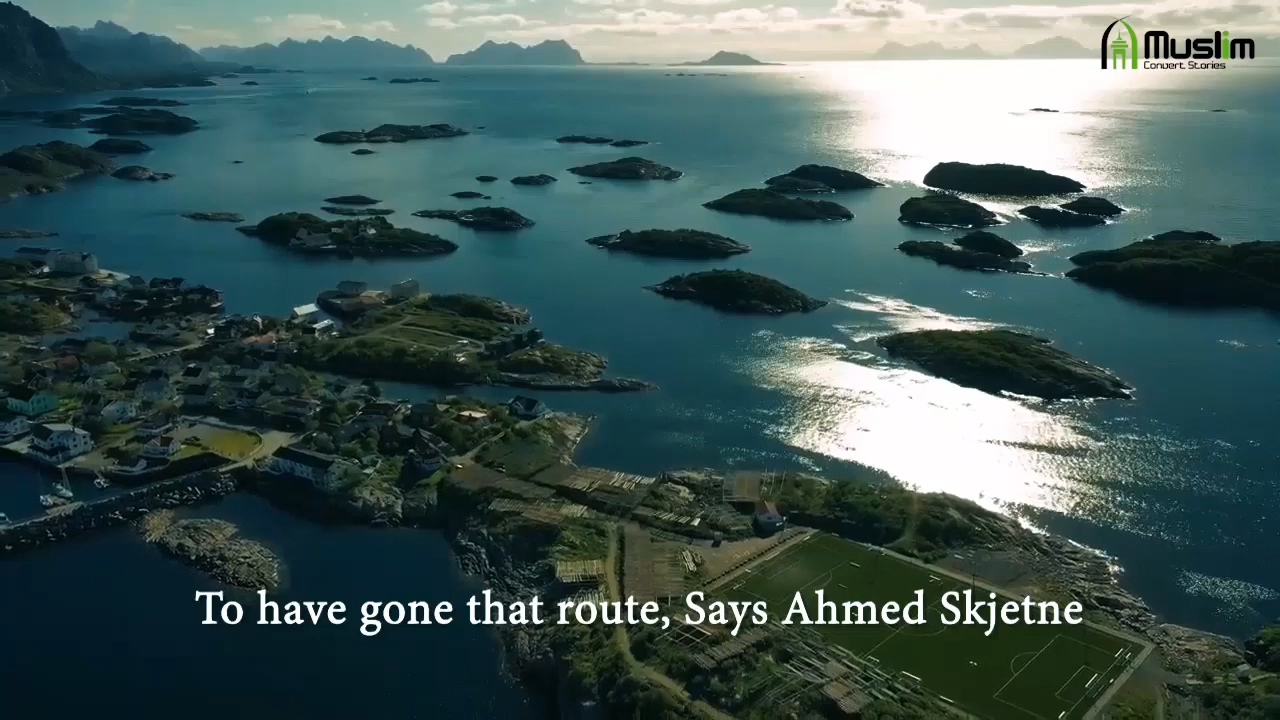 Muslim
Convert Stories
To have gone that route, Says Ahmed Skjetne